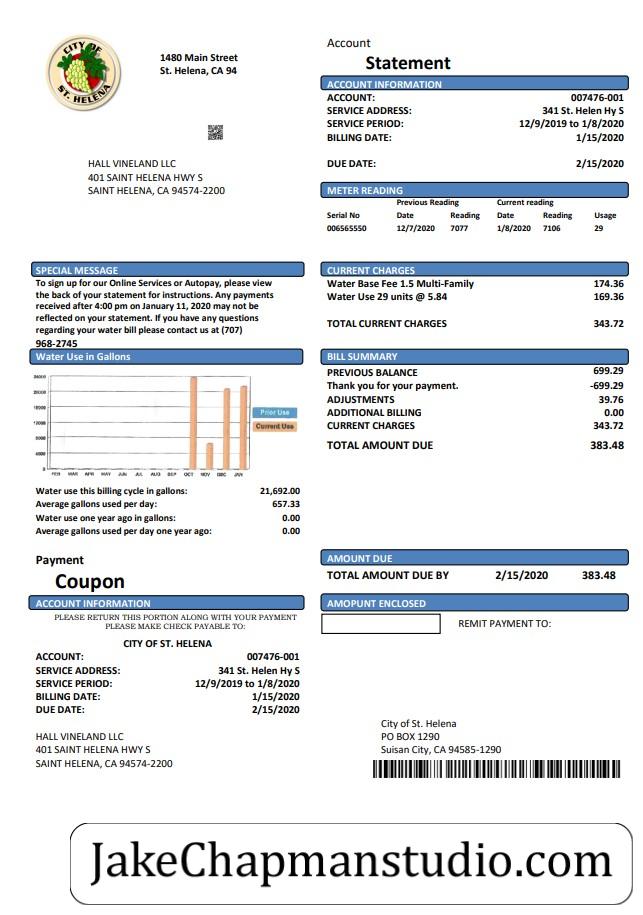 CITY OF
ST. HELENA
1480 Main Street
St. Helena, CA 94
HALL VINELAND LLC
401 SAINT HELENA HWY S
SAINT HELENA, CA 94574-2200
Account
Statement
ACCOUNT INFORMATION
ACCOUNT: 007476-001
SERVICE ADDRESS: 341 St. Helen Hy S
SERVICE PERIOD: 12/9/2019 to 1/8/2020
BILLING DATE: 1/15/2020
DUE DATE: 2/15/2020
METER READING
Previous Reading Current reading
Serial No Date Reading Date Reading Usage
006565550 12/7/2020 7077 1/8/2020 7106 29
SPECIAL MESSAGE
To sign up for our Online Services or Autopay, please view
the back of your statement for instructions. Any payments
received after 4:00 pm on January 11, 2020 may not be
reflected on your statement. If you have any questions
regarding your water bill please contact us at (707)
968-2745
CURRENT CHARGES
Water Base Fee 1.5 Multi-Family 174.36
Water Use 29 units @ 5.84 169.36
TOTAL CURRENT CHARGES 343.72
Water Use in Gallons
Prior Use
Current Use
FEB MAR APR MAY JUN JUL AUG SEP OCT NOV DEC JAN
Water use this billing cycle in gallons: 21,692.00
Average gallons used per day: 657.33
Water use one year ago in gallons: 0.00
Average gallons used per day one year ago: 0.00
BILL SUMMARY
PREVIOUS BALANCE 699.29
Thank you for your payment. -699.29
ADJUSTMENTS 39.76
ADDITIONAL BILLING 0.00
CURRENT CHARGES 343.72
TOTAL AMOUNT DUE 383.48
Payment
Coupon
ACCOUNT INFORMATION
PLEASE RETURN THIS PORTION ALONG WITH YOUR PAYMENT
PLEASE MAKE CHECK PAYABLE TO:
CITY OF ST. HELENA
ACCOUNT: 007476-001
SERVICE ADDRESS: 341 St. Helen Hy S
SERVICE PERIOD: 12/9/2019 to 1/8/2020
BILLING DATE: 1/15/2020
DUE DATE: 2/15/2020
HALL VINELAND LLC
401 SAINT HELENA HWY S
SAINT HELENA, CA 94574-2200
AMOUNT DUE
TOTAL AMOUNT DUE BY 2/15/2020 383.48
AMOPUNT ENCLOSED
REMIT PAYMENT TO:
City of St. Helena
PO BOX 1290
Suisan City, CA 94585-1290
JakeChapmanstudio.com